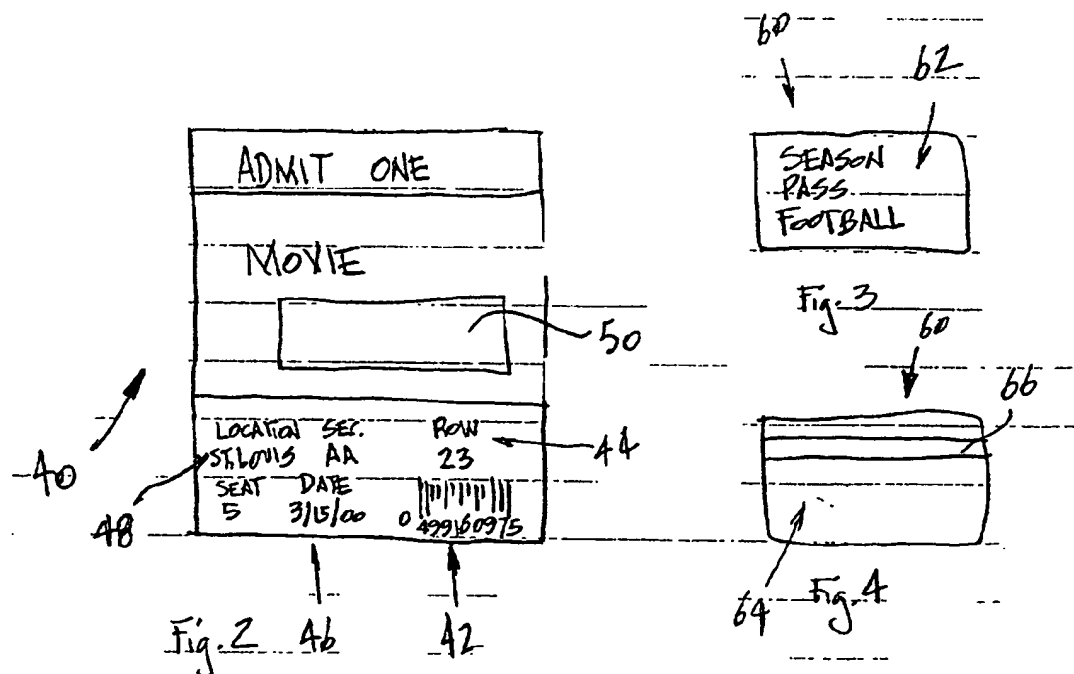 ADMIT ONE
MOVIE
50
LOCATION SEC. ROW
ST. LOUIS AA 23
44
SEAT DATE
5 3/15/00
0 499160975
40
48
Fig. 2 46 42
60
62
SEASON
PASS
FOOTBALL
Fig. 3
60
66
64
Fig. 4